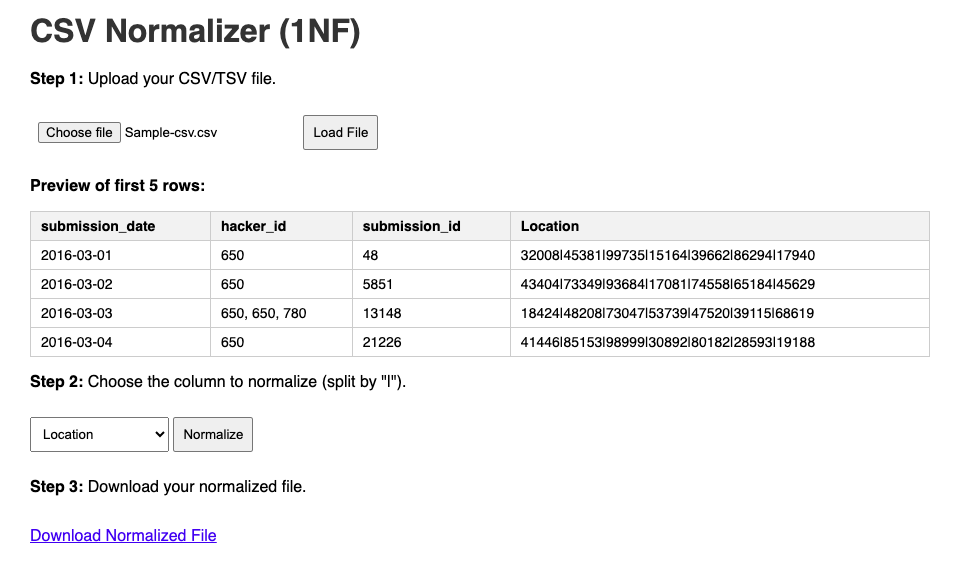 CSV Normalizer (1NF)
Step 1: Upload your CSV/TSV file.
Choose file Sample-csv.csv Load File
Preview of first 5 rows:
submission_date hacker_id submission_id Location
2016-03-01 650 48 32008|45381|99735|15164|39662|86294|17940
2016-03-02 650 5851 43404|73349|93684|17081|74558|65184|45629
2016-03-03 650, 650, 780 13148 18424|48208|73047|53739|47520|39115|68619
2016-03-04 650 21226 41446|85153|98999|30892|80182|28593|19188
Step 2: Choose the column to normalize (split by "|").
Location Normalize
Step 3: Download your normalized file.
Download Normalized File